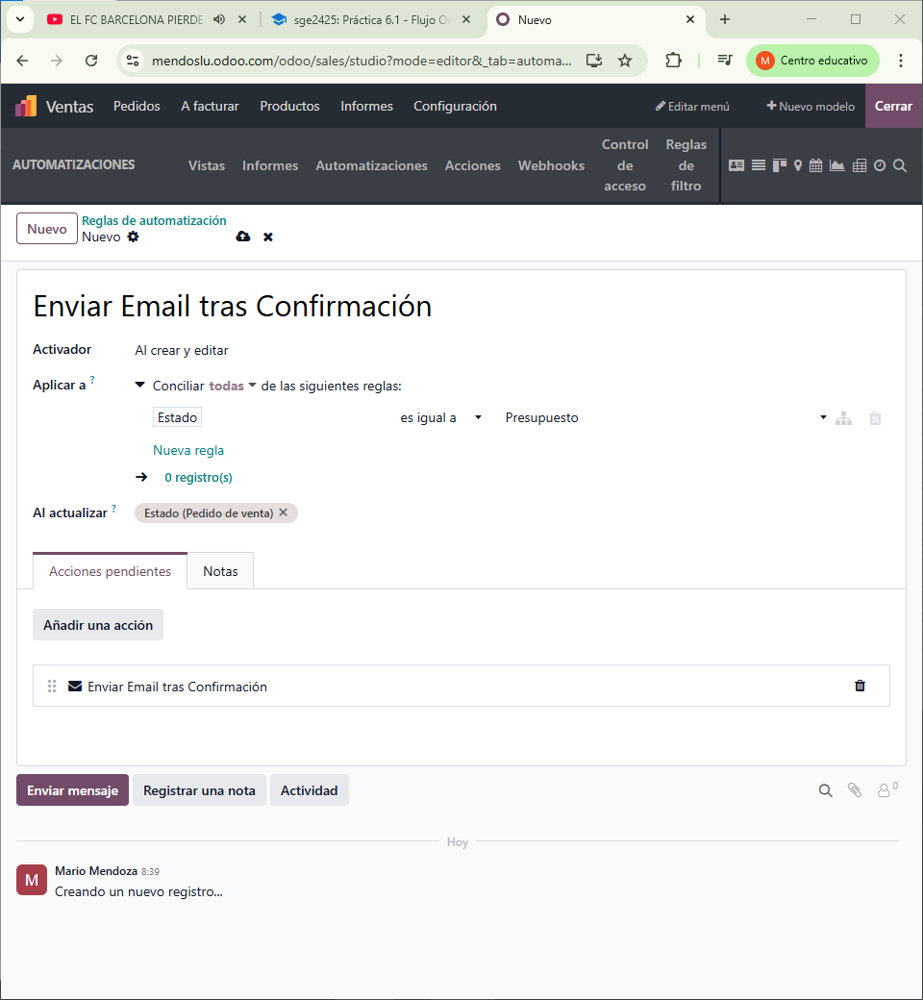 EL FC BARCELONA PIERDE
sge2425: Práctica 6.1 - Flujo O
Nuevo
mendoslu.odoo.com/odoo/sales/studio?mode=editor&_tab=automa...
M Centro educativo
Ventas Pedidos A facturar Productos Informes Configuración Editar menú Nuevo modelo Cerrar
AUTOMATIZACIONES Vistas Informes Automatizaciones Acciones Webhooks Control de acceso Reglas de filtro
Nuevo
Reglas de automatización
Nuevo
Enviar Email tras Confirmación
Activador Al crear y editar
Aplicar a ? Conciliar todas de las siguientes reglas:
Estado es igual a Presupuesto
Nueva regla
0 registro(s)
Al actualizar ? Estado (Pedido de venta)
Acciones pendientes Notas
Añadir una acción
Enviar Email tras Confirmación
Enviar mensaje Registrar una nota Actividad 0
Hoy
M Mario Mendoza 8:39
Creando un nuevo registro...